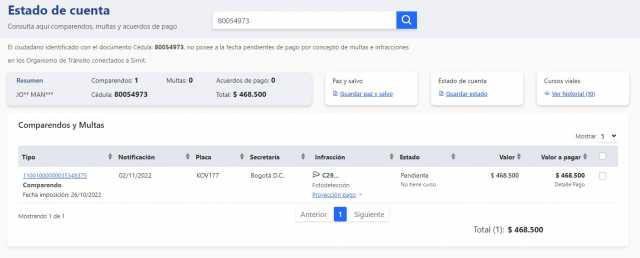 Estado de cuenta
Consulta aquí comparendos, multas y acuerdos de pago
80054973
El ciudadano identificado con el documento Cédula: 80054973, no posee a la fecha pendientes de pago por concepto de multas e infracciones
en los Organismo de Tránsito conectados a Simit.
Resumen
Comparendos: 1
Multas: 0
Acuerdos de pago: 0
JO** MAN***
Cédula: 80054973
Total: $ 468.500
Paz y salvo
Guardar paz y salvo
Estado de cuenta
Guardar estado
Cursos viales
Ver historial (10)
Comparendos y Multas
Mostrar 5
Tipo
Notificación
Placa
Secretaría
Infracción
Estado
Valor
Valor a pagar
Comparendo
Fecha imposición: 26/10/2022
02/11/2022
KOV177
Bogotá D.C.
C29...
Fotodetección
Proyección pago
Pendiente
No tiene curso
$ 468.500
$ 468.500
Detalle Pago
Mostrando 1 de 1
Anterior 1 Siguiente
Total (1): $ 468.500